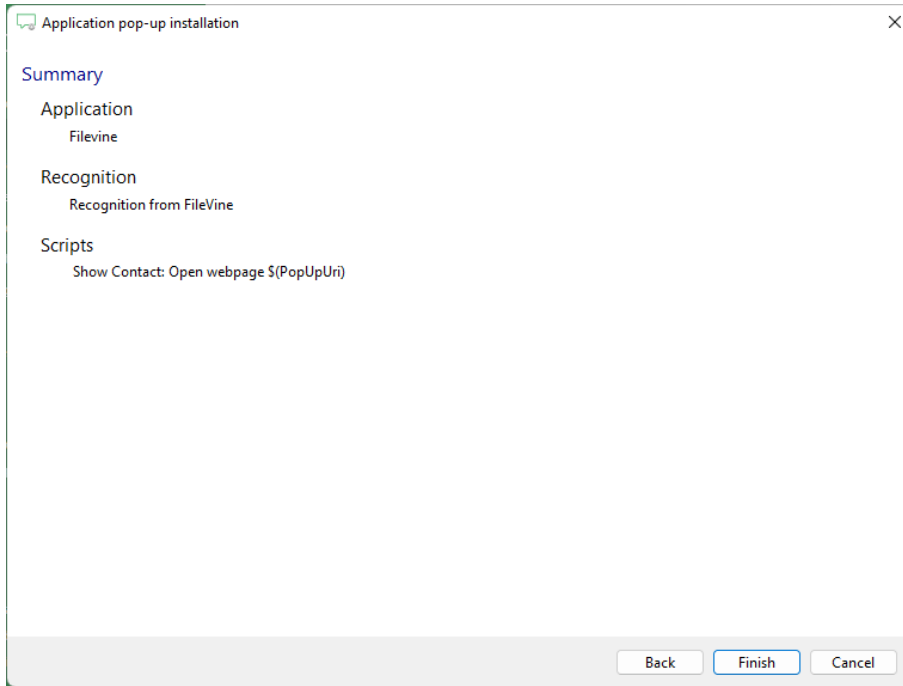 Application pop-up installation
Summary
Application
Filevine
Recognition
Recognition from FileVine
Scripts
Show Contact: Open webpage $(PopUpUri)
Back
Finish
Cancel